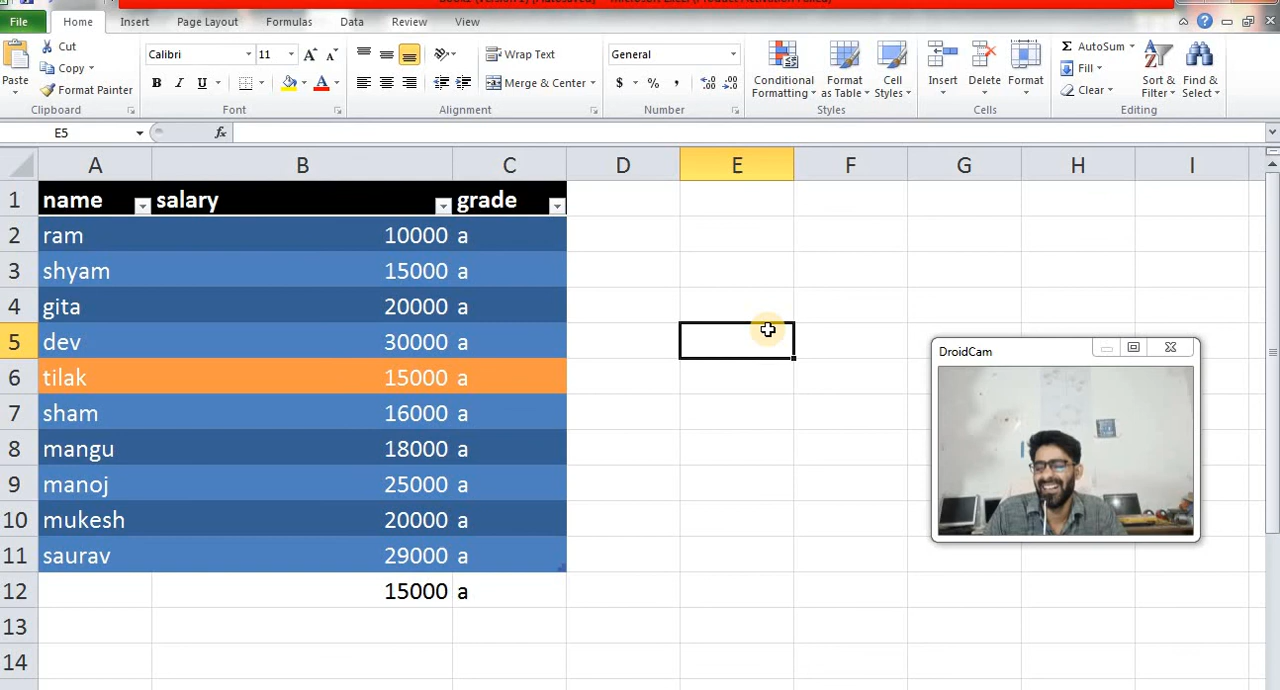 File Home Insert Page Layout Formulas Data Review View
Paste
Cut
Copy
Format Painter
Clipboard
Calibri 11 A A
B I U A
Font
Wrap Text
Merge & Center
Alignment
General
$ % ,
Number
Conditional Formatting
Format as Table
Cell Styles
Styles
Insert
Delete
Format
Cells
Σ AutoSum
Fill
Clear
Sort & Filter
Find & Select
Editing
E5 fx
A B C D E F G H I
1 name salary grade
2 ram 10000 a
3 shyam 15000 a
4 gita 20000 a
5 dev 30000 a
6 tilak 15000 a
7 sham 16000 a
8 mangu 18000 a
9 manoj 25000 a
10 mukesh 20000 a
11 saurav 29000 a
12 15000 a
13
14
DroidCam